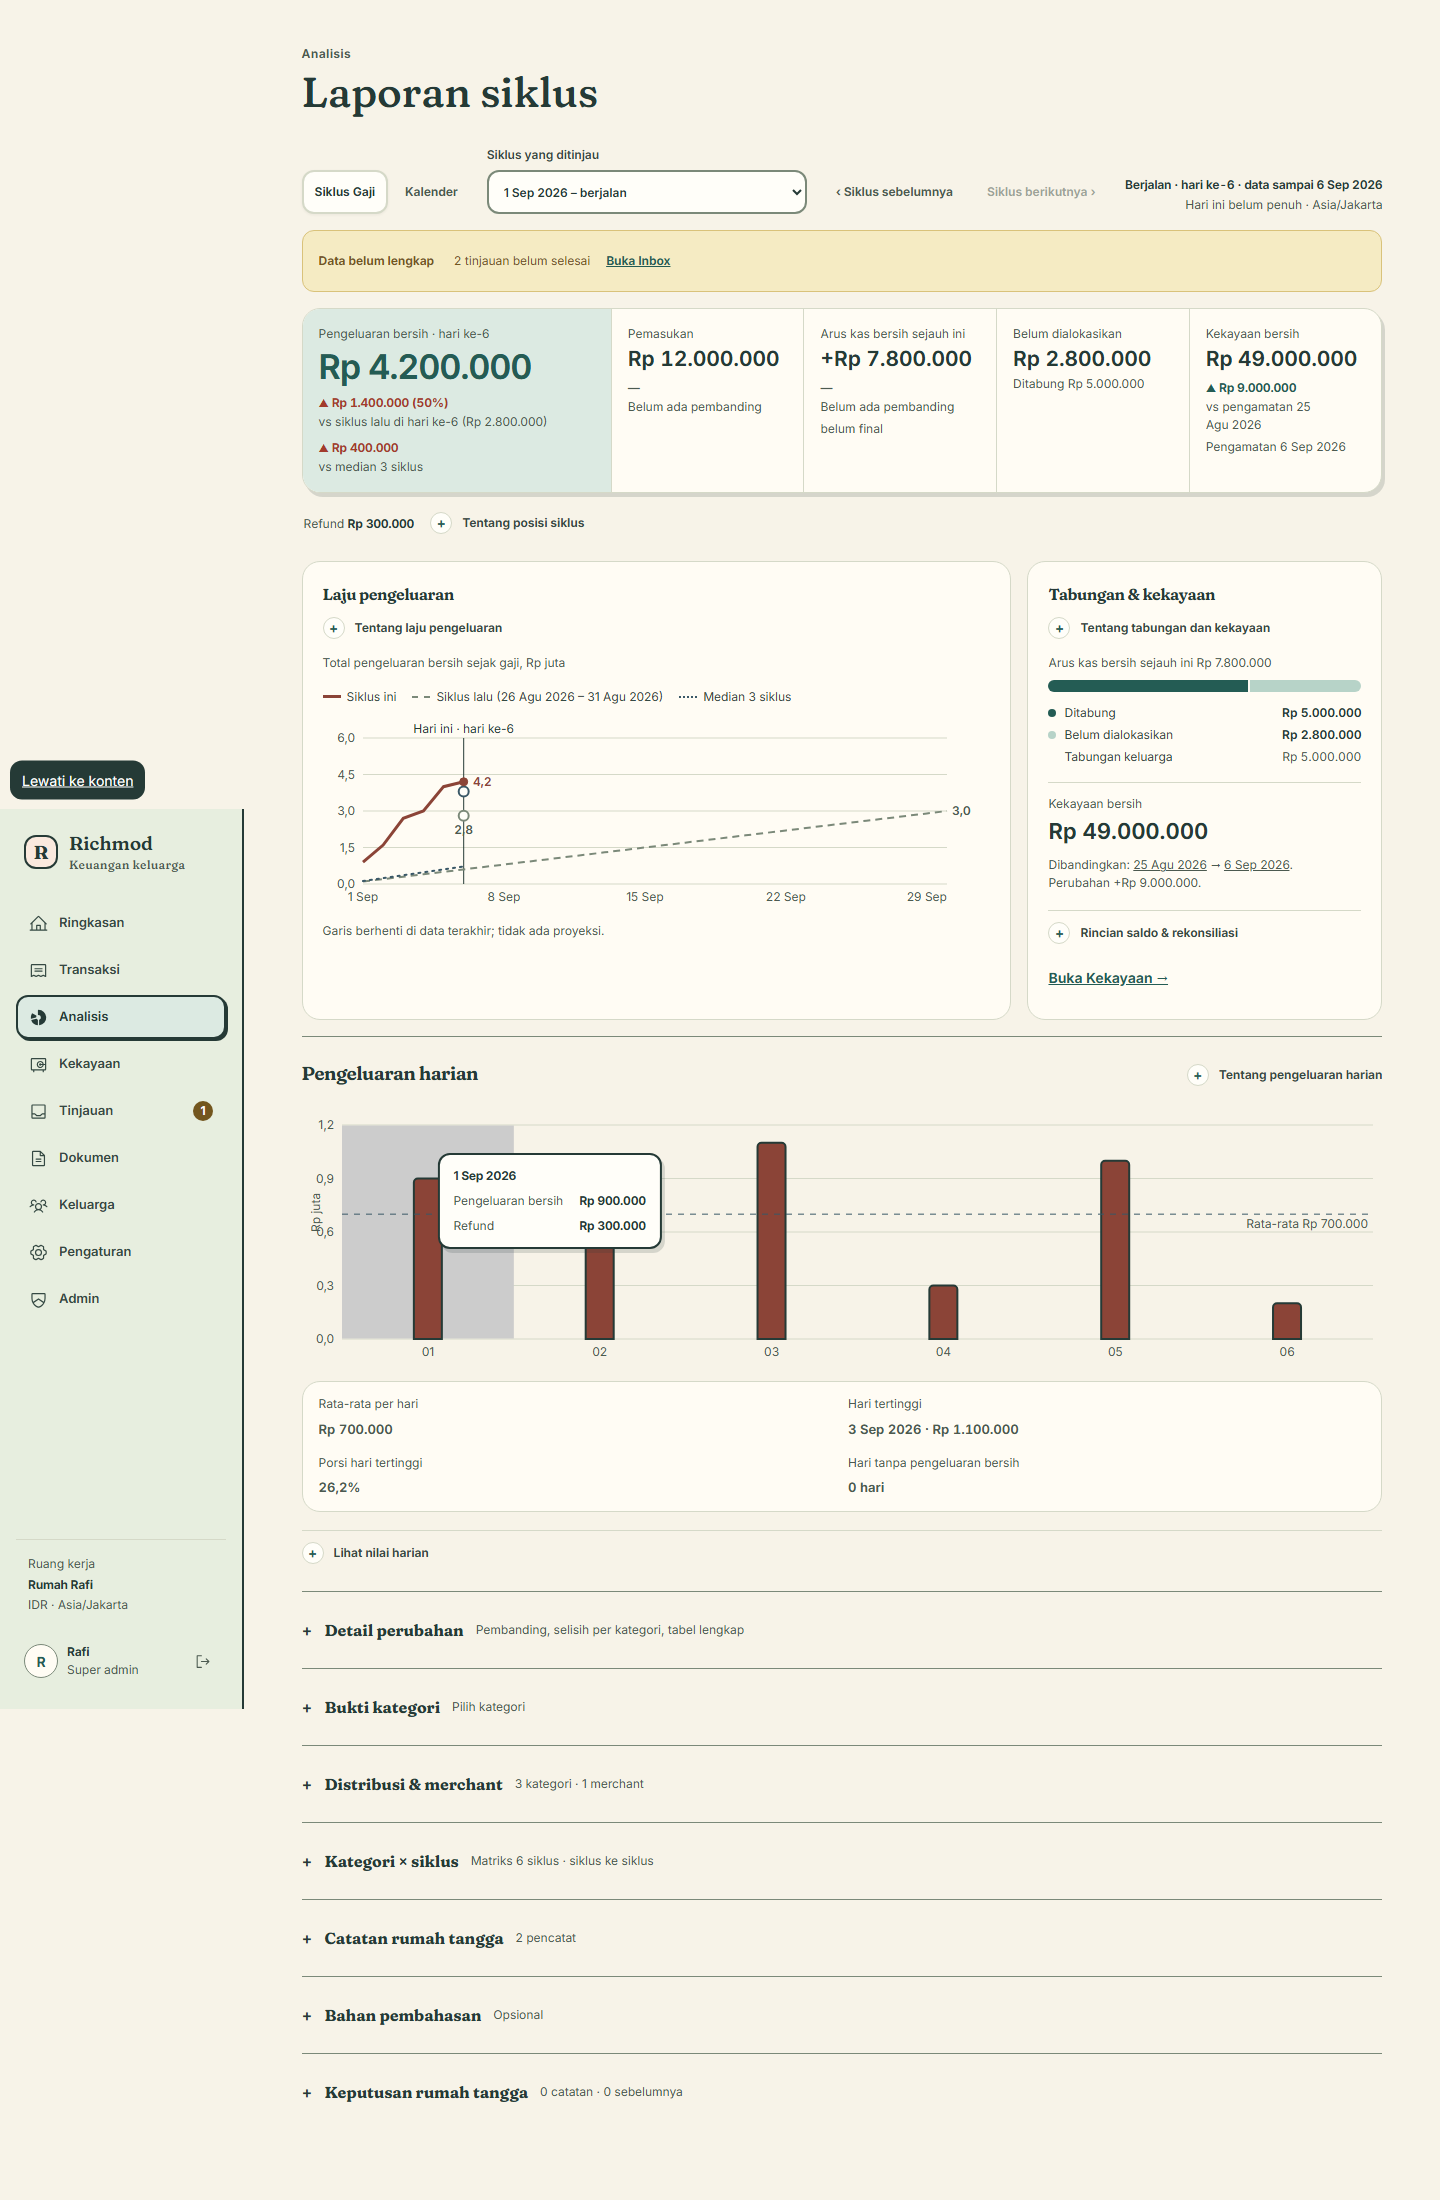 Analisis
Laporan siklus
Siklus yang ditinjau
Siklus Gaji
Kalender
1 Sep 2026 – berjalan
‹ Siklus sebelumnya
Siklus berikutnya ›
Berjalan · hari ke-6 · data sampai 6 Sep 2026
Hari ini belum penuh · Asia/Jakarta
Data belum lengkap 2 tinjauan belum selesai Buka Inbox
Pengeluaran bersih · hari ke-6
Rp 4.200.000
▲ Rp 1.400.000 (50%)
vs siklus lalu di hari ke-6 (Rp 2.800.000)
▲ Rp 400.000
vs median 3 siklus
Pemasukan
Rp 12.000.000
—
Belum ada pembanding
Arus kas bersih sejauh ini
+Rp 7.800.000
—
Belum ada pembanding
belum final
Belum dialokasikan
Rp 2.800.000
Ditabung Rp 5.000.000
Kekayaan bersih
Rp 49.000.000
▲ Rp 9.000.000
vs pengamatan 25
Agu 2026
Pengamatan 6 Sep 2026
Refund Rp 300.000
+ Tentang posisi siklus
Laju pengeluaran
+ Tentang laju pengeluaran
Total pengeluaran bersih sejak gaji, Rp juta
Siklus ini
Siklus lalu (26 Agu 2026 – 31 Agu 2026)
Median 3 siklus
Hari ini · hari ke-6
6,0
4,5
3,0
1,5
0,0
4,2
2,8
3,0
1 Sep
8 Sep
15 Sep
22 Sep
29 Sep
Garis berhenti di data terakhir; tidak ada proyeksi.
Tabungan & kekayaan
+ Tentang tabungan dan kekayaan
Arus kas bersih sejauh ini Rp 7.800.000
Ditabung Rp 5.000.000
Belum dialokasikan Rp 2.800.000
Tabungan keluarga Rp 5.000.000
Kekayaan bersih
Rp 49.000.000
Dibandingkan: 25 Agu 2026 → 6 Sep 2026.
Perubahan +Rp 9.000.000.
+ Rincian saldo & rekonsiliasi
Buka Kekayaan →
Lewati ke konten
R
Richmod
Keuangan keluarga
Ringkasan
Transaksi
Analisis
Kekayaan
Tinjauan 1
Dokumen
Keluarga
Pengaturan
Admin
Ruang kerja
Rumah Rafi
IDR · Asia/Jakarta
R
Rafi
Super admin
Pengeluaran harian
+ Tentang pengeluaran harian
Rp juta
1,2
0,9
0,6
0,3
0,0
1 Sep 2026
Pengeluaran bersih Rp 900.000
Refund Rp 300.000
Rata-rata Rp 700.000
01
02
03
04
05
06
Rata-rata per hari
Rp 700.000
Hari tertinggi
3 Sep 2026 · Rp 1.100.000
Porsi hari tertinggi
26,2%
Hari tanpa pengeluaran bersih
0 hari
+ Lihat nilai harian
+ Detail perubahan Pembanding, selisih per kategori, tabel lengkap
+ Bukti kategori Pilih kategori
+ Distribusi & merchant 3 kategori · 1 merchant
+ Kategori × siklus Matriks 6 siklus · siklus ke siklus
+ Catatan rumah tangga 2 pencatat
+ Bahan pembahasan Opsional
+ Keputusan rumah tangga 0 catatan · 0 sebelumnya